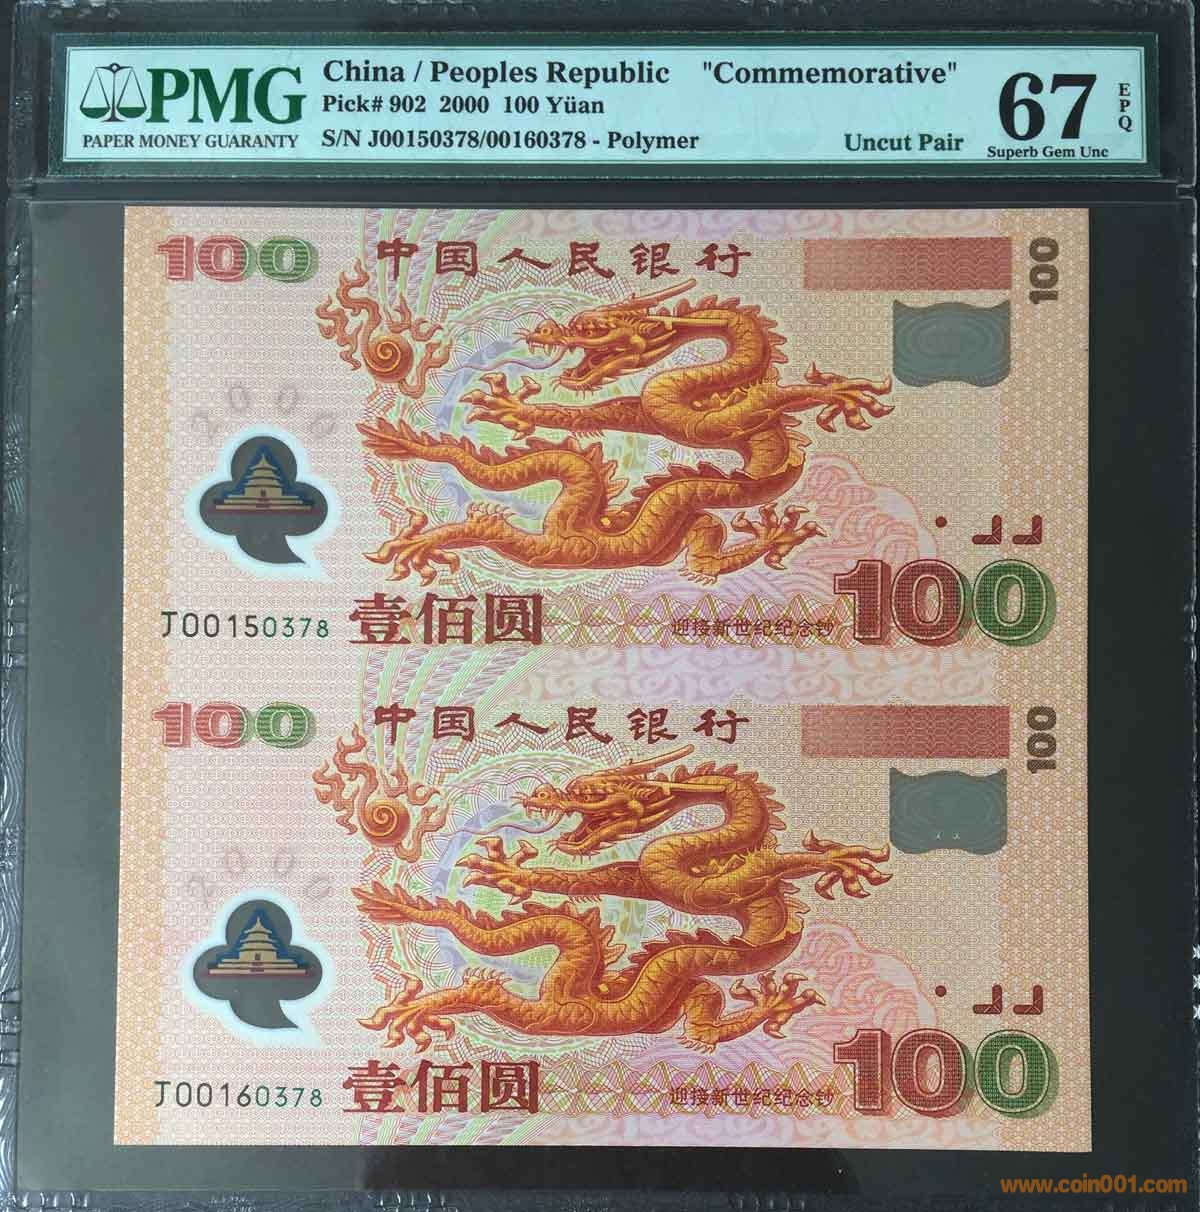 PMG
PAPER MONEY GUARANTY
China / Peoples Republic "Commemorative"
Pick# 902 2000 100 Yüan
S/N J00150378/00160378 - Polymer
Uncut Pair
67
EPQ
Superb Gem Unc
100 中国人民银行
100
2000
J00150378 壹佰圆 迎接新世纪纪念钞 100
100 中国人民银行
100
2000
J00160378 壹佰圆 迎接新世纪纪念钞 100
www.coin001.com